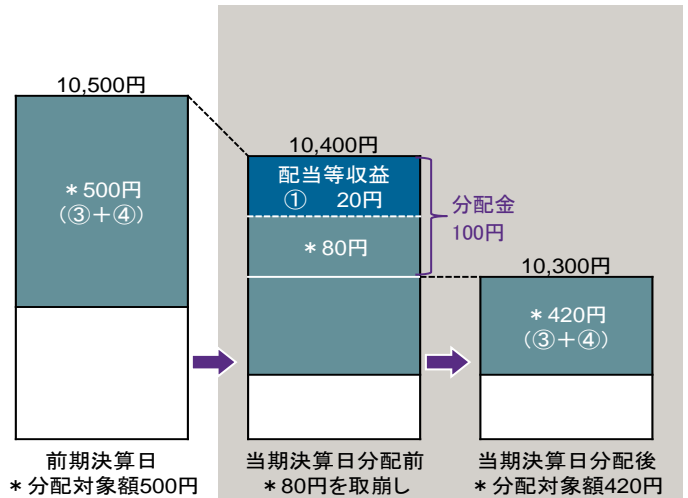 10,500円
＊500円
（③＋④）
前期決算日
＊分配対象額500円
10,400円
配当等収益
① 20円
＊80円
分配金
100円
当期決算日分配前
＊80円を取崩し
10,300円
＊420円
（③＋④）
当期決算日分配後
＊分配対象額420円